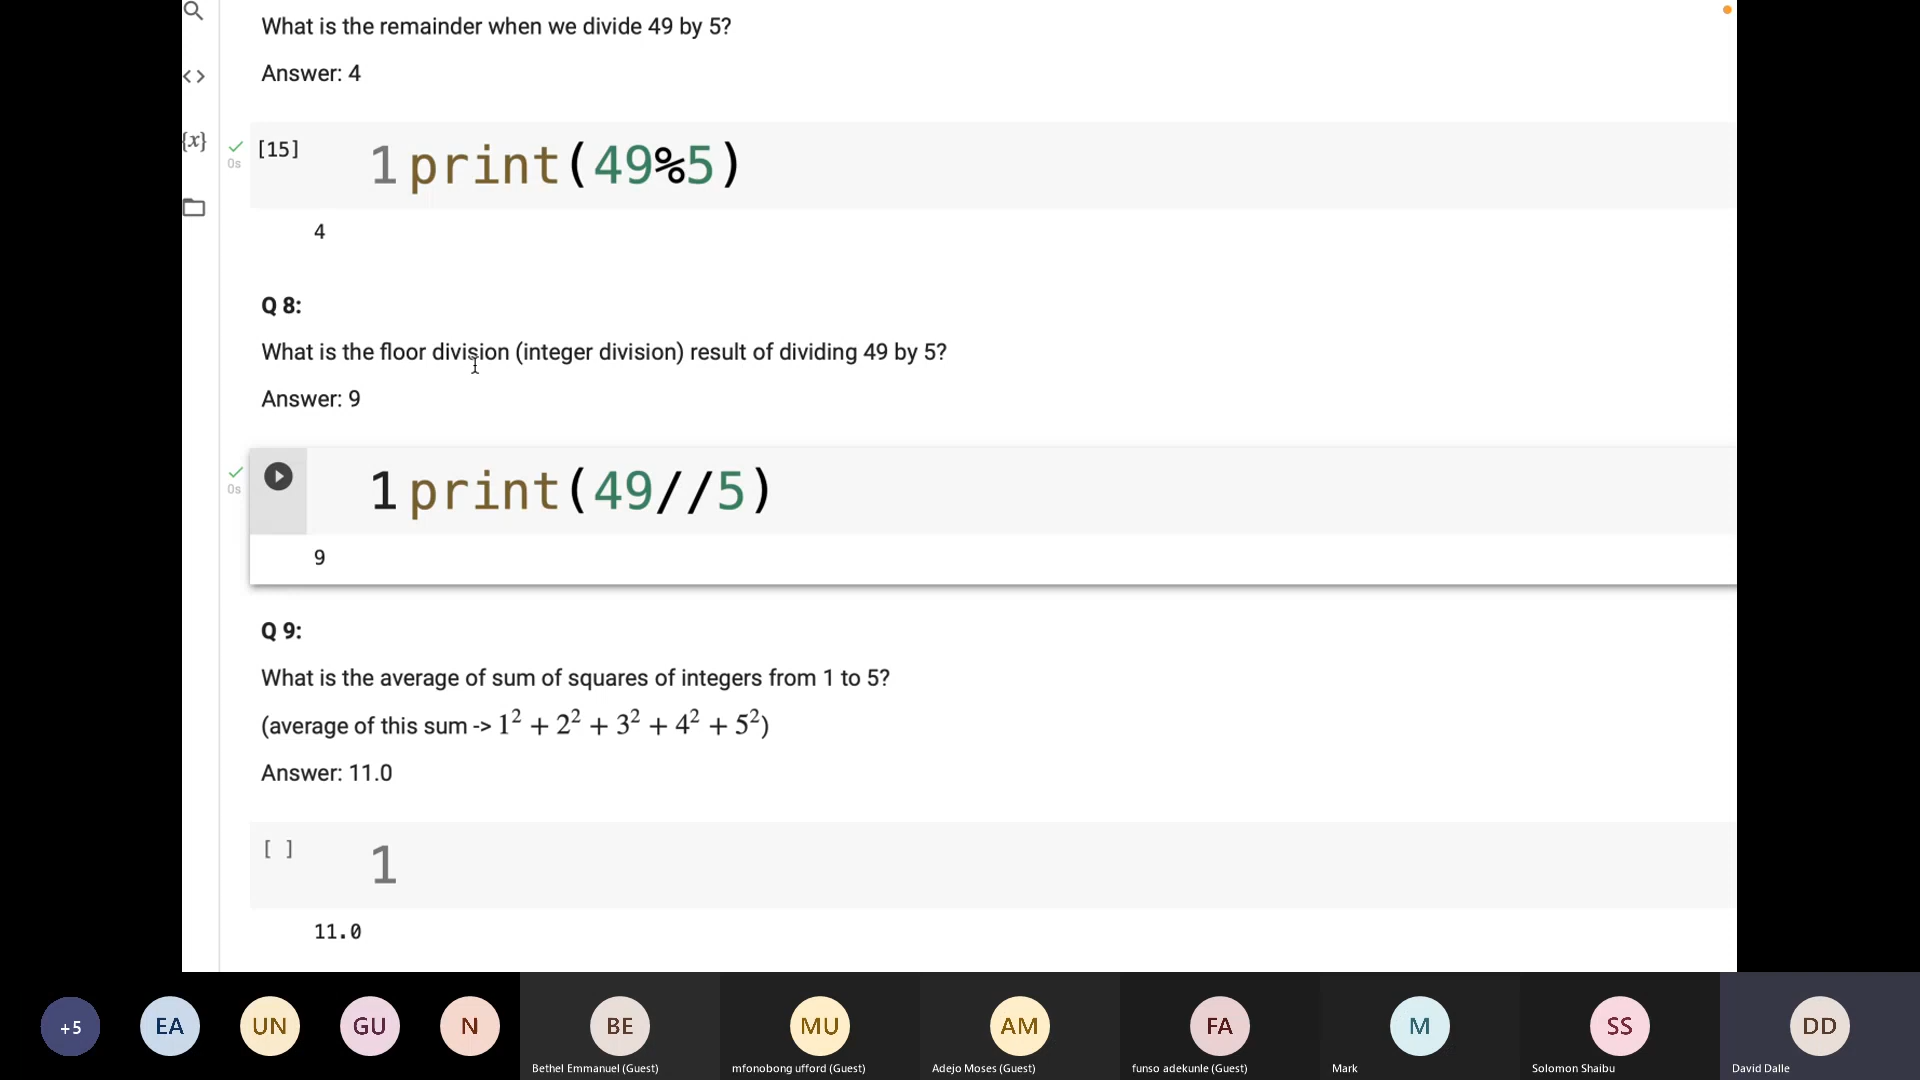 What is the remainder when we divide 49 by 5?
Answer: 4
{x}
0s
[15]
1 print(49%5)
4
Q 8:
What is the floor division (integer division) result of dividing 49 by 5?
Answer: 9
0s
1 print(49//5)
9
Q 9:
What is the average of sum of squares of integers from 1 to 5?
(average of this sum -> 1² + 2² + 3² + 4² + 5²)
Answer: 11.0
[ ]
1
11.0
+5 EA UN GU N BE MU AM FA M SS DD
Bethel Emmanuel (Guest) mfonobong ufford (Guest) Adejo Moses (Guest) funso adekunle (Guest) Mark Solomon Shaibu David Dalle